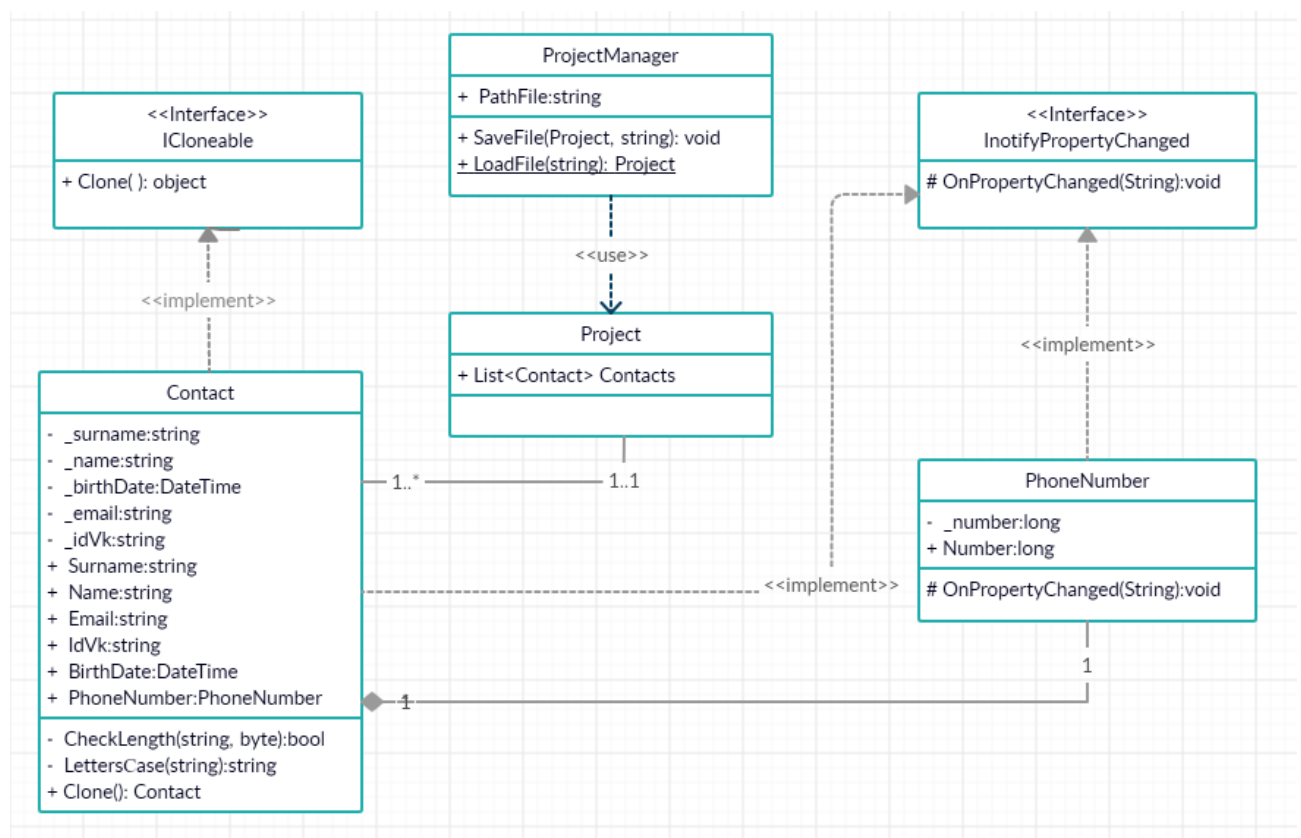 ProjectManager
+ PathFile:string
+ SaveFile(Project, string): void
+ LoadFile(string): Project
<<Interface>>
ICloneable
+ Clone( ): object
<<Interface>>
InotifyPropertyChanged
# OnPropertyChanged(String):void
<<use>>
<<implement>>
Project
+ List<Contact> Contacts
<<implement>>
Contact
- _surname:string
- _name:string
- _birthDate:DateTime
- _email:string
- _idVk:string
+ Surname:string
+ Name:string
+ Email:string
+ IdVk:string
+ BirthDate:DateTime
+ PhoneNumber:PhoneNumber
- CheckLength(string, byte):bool
- LettersCase(string):string
+ Clone(): Contact
1..*
1..1
PhoneNumber
- _number:long
+ Number:long
# OnPropertyChanged(String):void
<<implement>>
1
1